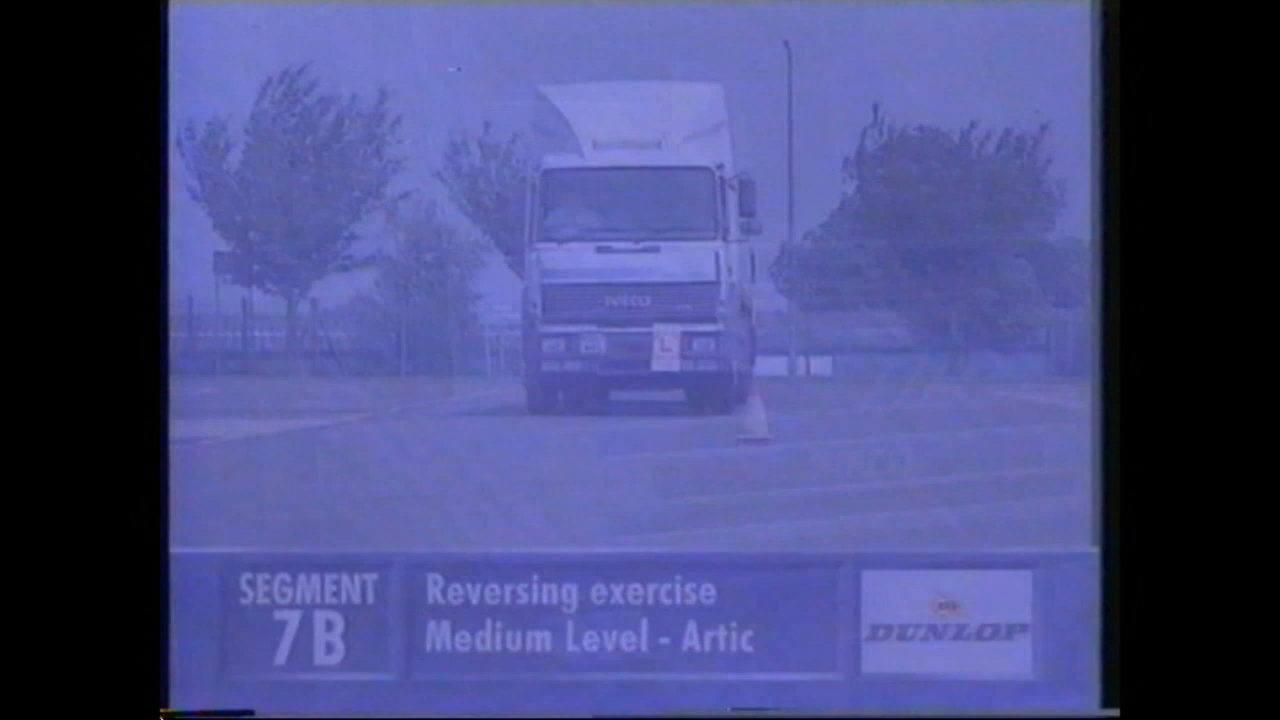 IVECO
L
SEGMENT
7B
Reversing exercise
Medium Level - Artic
DUNLOP